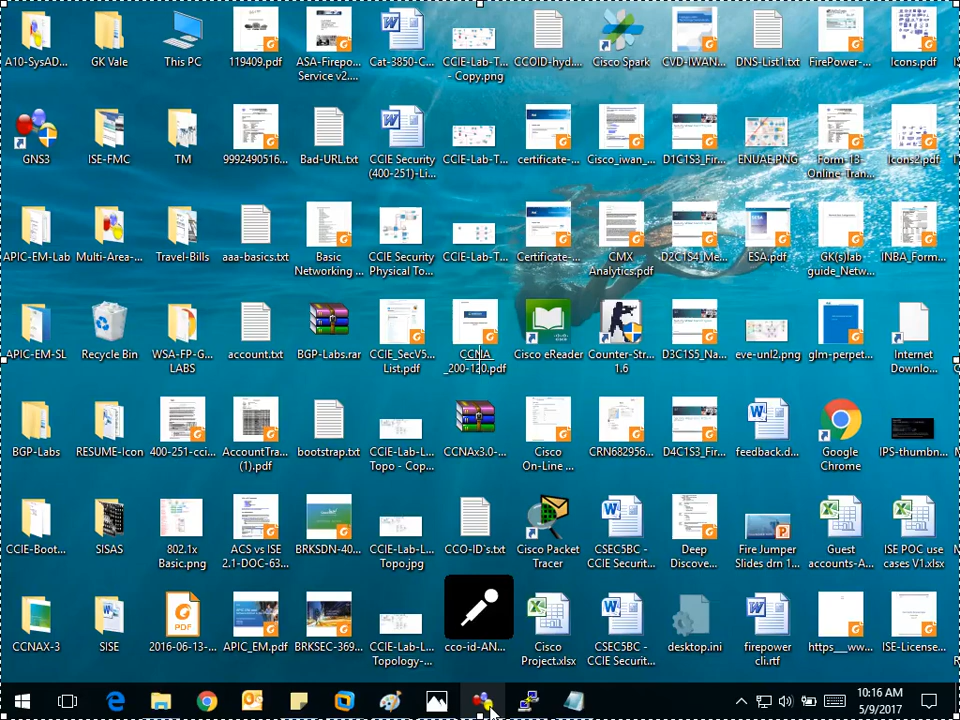 A10-SysAD... GK Vale This PC 119409.pdf ASA-Firepo... Cat-3850-C... CCIE-Lab-T... CCOID-hyd.... Cisco Spark CVD-IWAN... DNS-List1.txt FirePower-... Icons.pdf
Service v2.... - Copy.png
GNS3 ISE-FMC TM 9992490516... Bad-URL.txt CCIE Security CCIE-Lab-T... certificate-... Cisco_iwan_... D1C1S3_Fir... ENUAE.PNG Form-13- Icons2.pdf
(400-251)-Li... Online-Tran...
APIC-EM-Lab Multi-Area-... Travel-Bills aaa-basics.txt Basic CCIE Security CCIE-Lab-T... Certificate-... CMX D2C1S4_Me... ESA.pdf GK(s)lab INBA_Form...
Networking ... Physical To... Analytics.pdf guide_Netw...
APIC-EM-SL Recycle Bin WSA-FP-G... account.txt BGP-Labs.rar CCIE_SecV5... CCNA Cisco eReader Counter-Str... D3C1S5_Na... eve-unl2.png glm-perpet... Internet
LABS List.pdf _200-120.pdf 1.6 Downlo...
BGP-Labs RESUME-Icon 400-251-cci... AccountTra... bootstrap.txt CCIE-Lab-L... CCNAx3.0-... Cisco CRN682956... D4C1S3_Fir... feedback.d... Google IPS-thumbn...
(1).pdf Topo - Cop... On-Line ... Chrome
CCIE-Boot... SISAS 802.1x ACS vs ISE BRKSDN-40... CCIE-Lab-L... CCO-ID`s.txt Cisco Packet CSEC5BC - Deep Fire Jumper Guest ISE POC use
Basic.png 2.1-DOC-63... Topo.jpg Tracer CCIE Securit... Discove... Slides drn 1... accounts-A... cases V1.xlsx
CCNAX-3 SISE 2016-06-13-... APIC_EM.pdf BRKSEC-369... CCIE-Lab-L... cco-id-AN... Cisco CSEC5BC - desktop.ini firepower https___ww... ISE-License...
Topology-... Project.xlsx CCIE Securit... cli.rtf
PDF
10:16 AM
5/9/2017